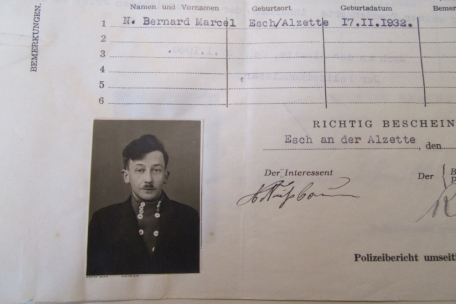 BEMERKUNGEN.
Namen und Vornamen Geburtsort Geburtsdatum
1 N. Bernard Marcel Esch/Alzette 17.II.1932.
2
3
4
5
6
RICHTIG BESCHEIN
Esch an der Alzette, den
Der Interessent Der
Polizeibericht umseiti